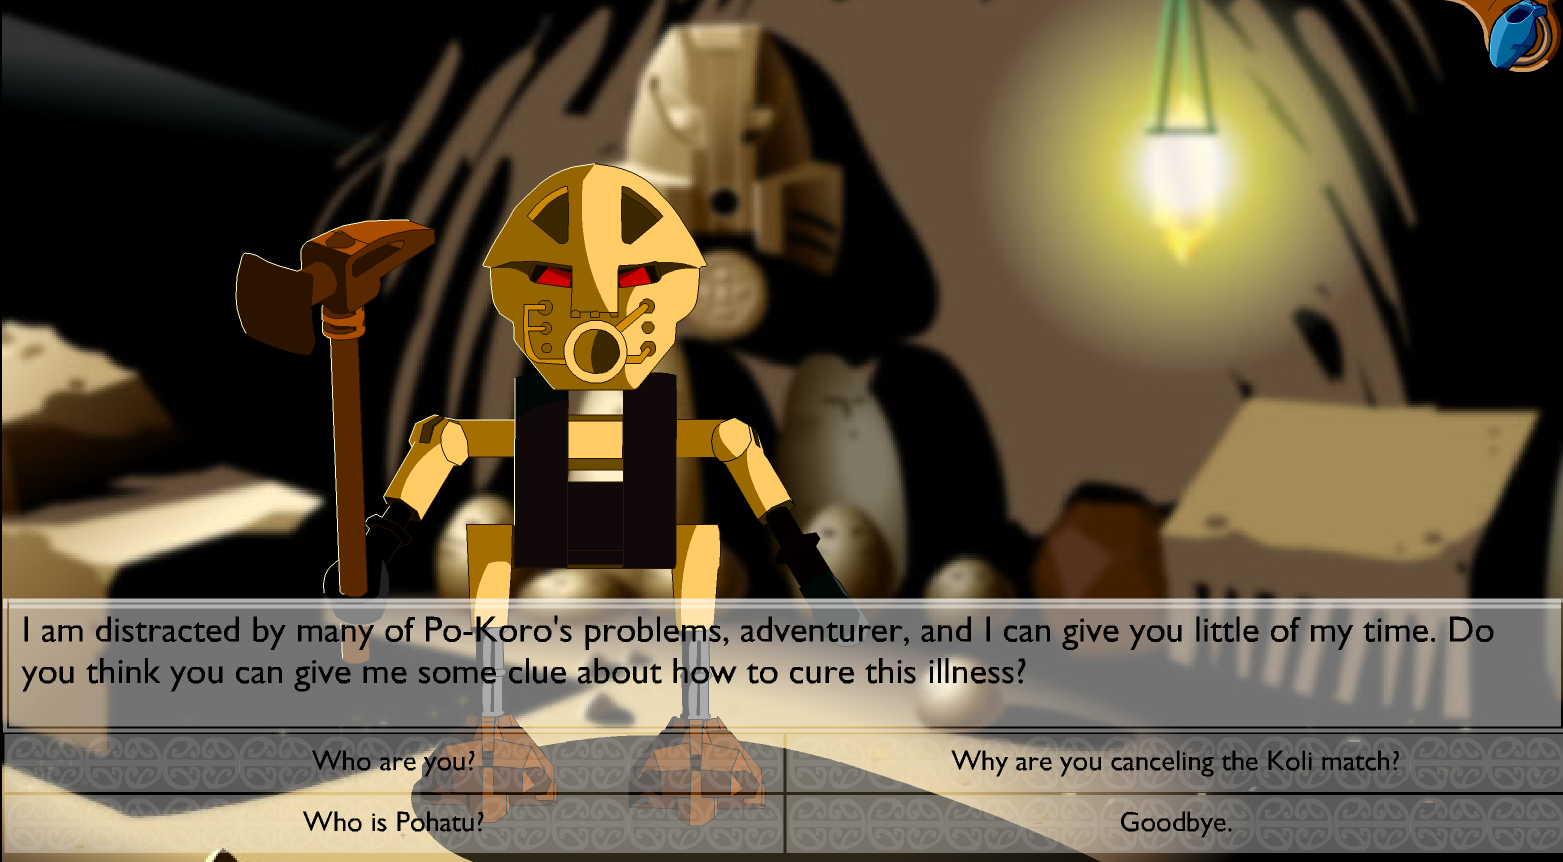 I am distracted by many of Po-Koro's problems, adventurer, and I can give you little of my time. Do
you think you can give me some clue about how to cure this illness?
Who are you?
Why are you canceling the Koli match?
Who is Pohatu?
Goodbye.